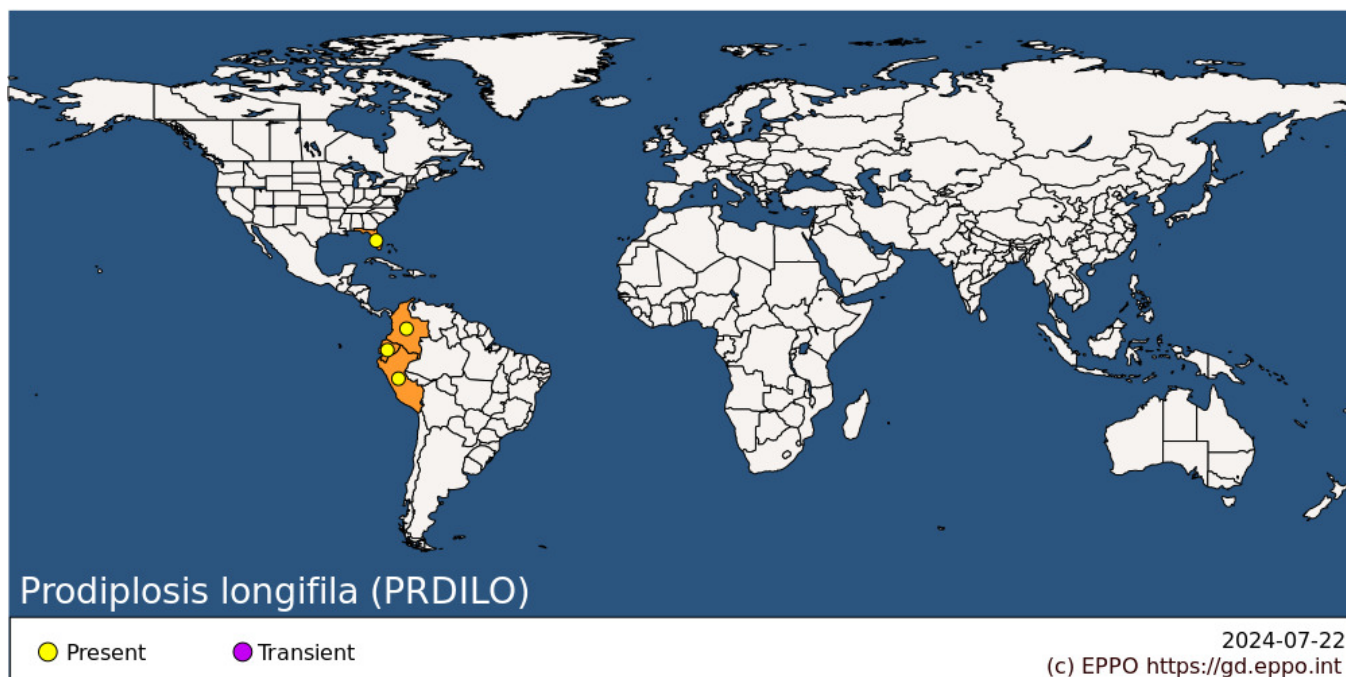 Prodiplosis longifila (PRDILO)
Present
Transient
2024-07-22
(c) EPPO https://gd.eppo.int